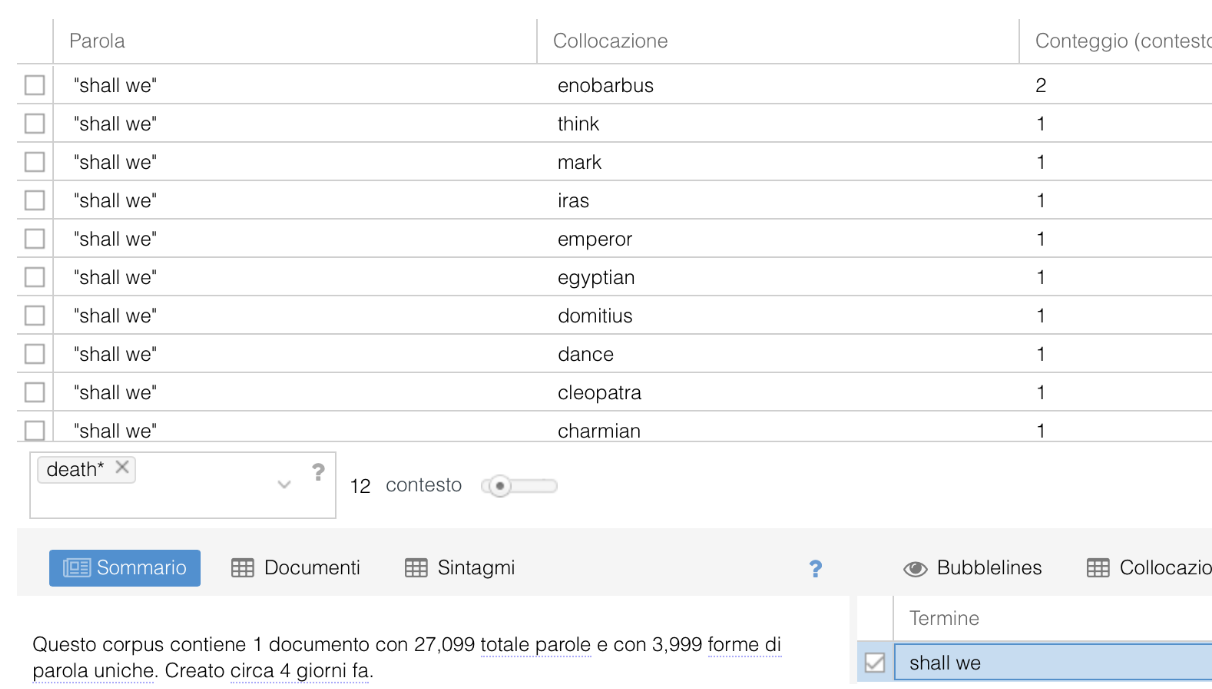 Parola Collocazione Conteggio (contesto
"shall we" enobarbus 2
"shall we" think 1
"shall we" mark 1
"shall we" iras 1
"shall we" emperor 1
"shall we" egyptian 1
"shall we" domitius 1
"shall we" dance 1
"shall we" cleopatra 1
"shall we" charmian 1
death* ? 12 contesto
Sommario Documenti Sintagmi ? Bubblelines Collocazio
Termine
Questo corpus contiene 1 documento con 27,099 totale parole e con 3,999 forme di
parola uniche. Creato circa 4 giorni fa.
shall we